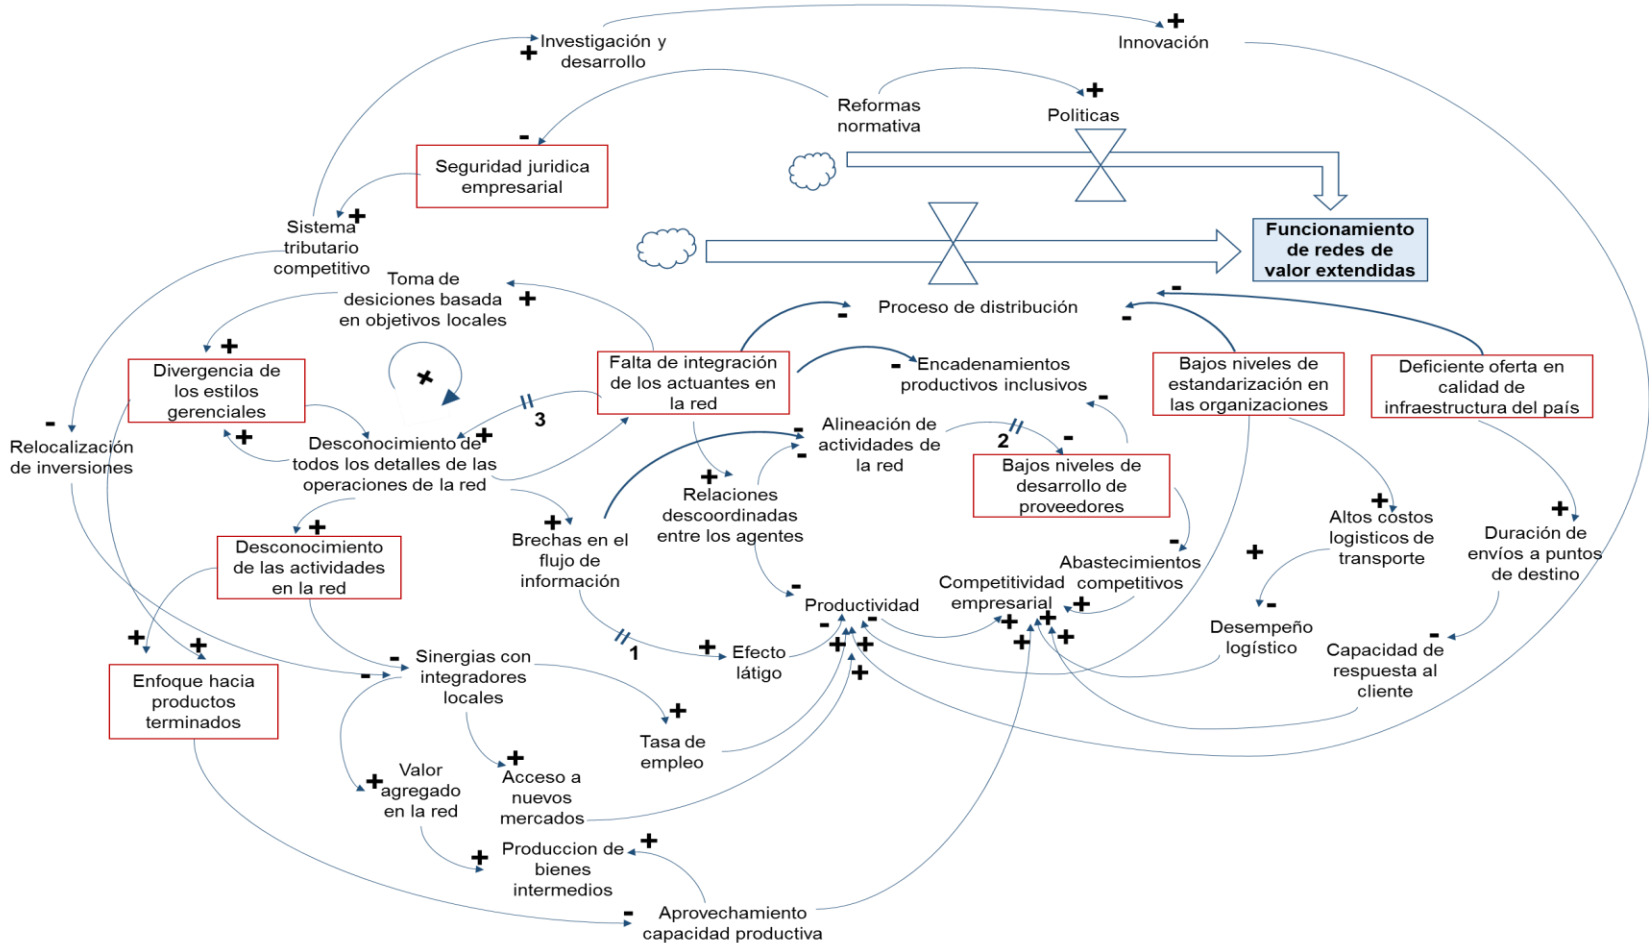 +
Investigación y
desarrollo
+
Innovación
+
Reformas
normativa
+
Politicas
-
Seguridad juridica
empresarial
+
Sistema
tributario
competitivo
Funcionamiento
de redes de
valor extendidas
Toma de
desiciones basada
en objetivos locales
+
Proceso de distribución
-
-
-
+
Divergencia de
los estilos
gerenciales
+
Falta de integración
de los actuantes en
la red
Encadenamientos
productivos inclusivos
-
-
Bajos niveles de
estandarización en
las organizaciones
Deficiente oferta en
calidad de
infraestructura del país
-
Relocalización
de inversiones
+
3
+
Desconocimiento de
todos los detalles de las
operaciones de la red
-
-
Alineación de
actividades de
la red
2
-
Bajos niveles de
desarrollo de
proveedores
+
Relaciones
descoordinadas
entre los agentes
+
Desconocimiento
de las actividades
en la red
+
Brechas en el
flujo de
información
-
Abastecimientos
competitivos
+
+
Altos costos
logisticos de
transporte
+
Duración de
envíos a puntos
de destino
+
-
Productividad
-
-
Competitividad
empresarial
+
+
+
+
+
-
Desempeño
logístico
-
Capacidad de
respuesta al
cliente
+
+
Enfoque hacia
productos
terminados
-
-
Sinergias con
integradores
locales
1
+
Efecto
látigo
+
+
+
+
Tasa de
empleo
+
Valor
agregado
en la red
+
Acceso a
nuevos
mercados
+
Produccion de
bienes
intermedios
+
-
Aprovechamiento
capacidad productiva